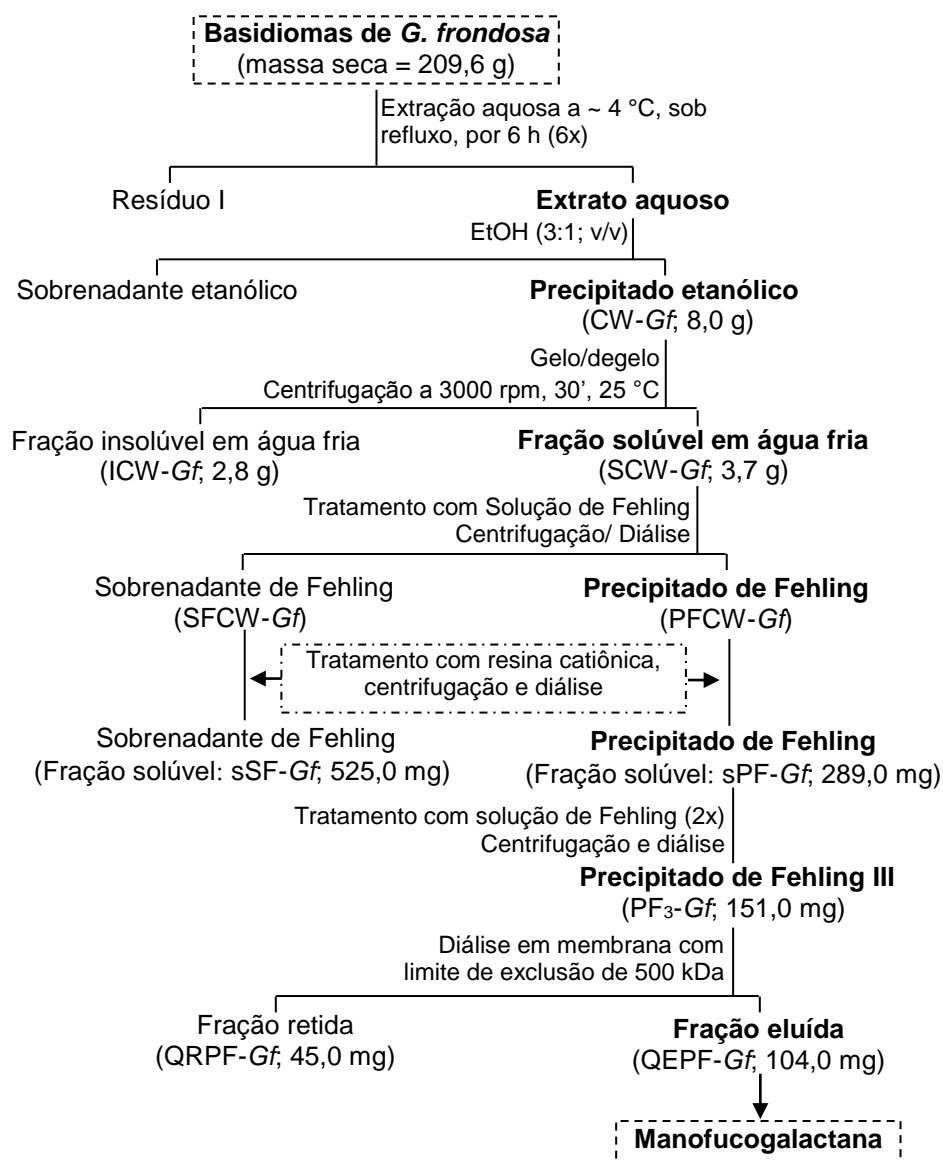 Basidiomas de G. frondosa
(massa seca = 209,6 g)
Extração aquosa a ~ 4 °C, sob
refluxo, por 6 h (6x)
Resíduo I
Extrato aquoso
EtOH (3:1; v/v)
Sobrenadante etanólico
Precipitado etanólico
(CW-Gf; 8,0 g)
Gelo/degelo
Centrifugação a 3000 rpm, 30’, 25 °C
Fração insolúvel em água fria
(ICW-Gf; 2,8 g)
Fração solúvel em água fria
(SCW-Gf; 3,7 g)
Tratamento com Solução de Fehling
Centrifugação/ Diálise
Sobrenadante de Fehling
(SFCW-Gf)
Precipitado de Fehling
(PFCW-Gf)
Tratamento com resina catiônica,
centrifugação e diálise
Sobrenadante de Fehling
(Fração solúvel: sSF-Gf; 525,0 mg)
Precipitado de Fehling
(Fração solúvel: sPF-Gf; 289,0 mg)
Tratamento com solução de Fehling (2x)
Centrifugação e diálise
Precipitado de Fehling III
(PF₃-Gf; 151,0 mg)
Diálise em membrana com
limite de exclusão de 500 kDa
Fração retida
(QRPF-Gf; 45,0 mg)
Fração eluída
(QEPF-Gf; 104,0 mg)
Manofucogalactana